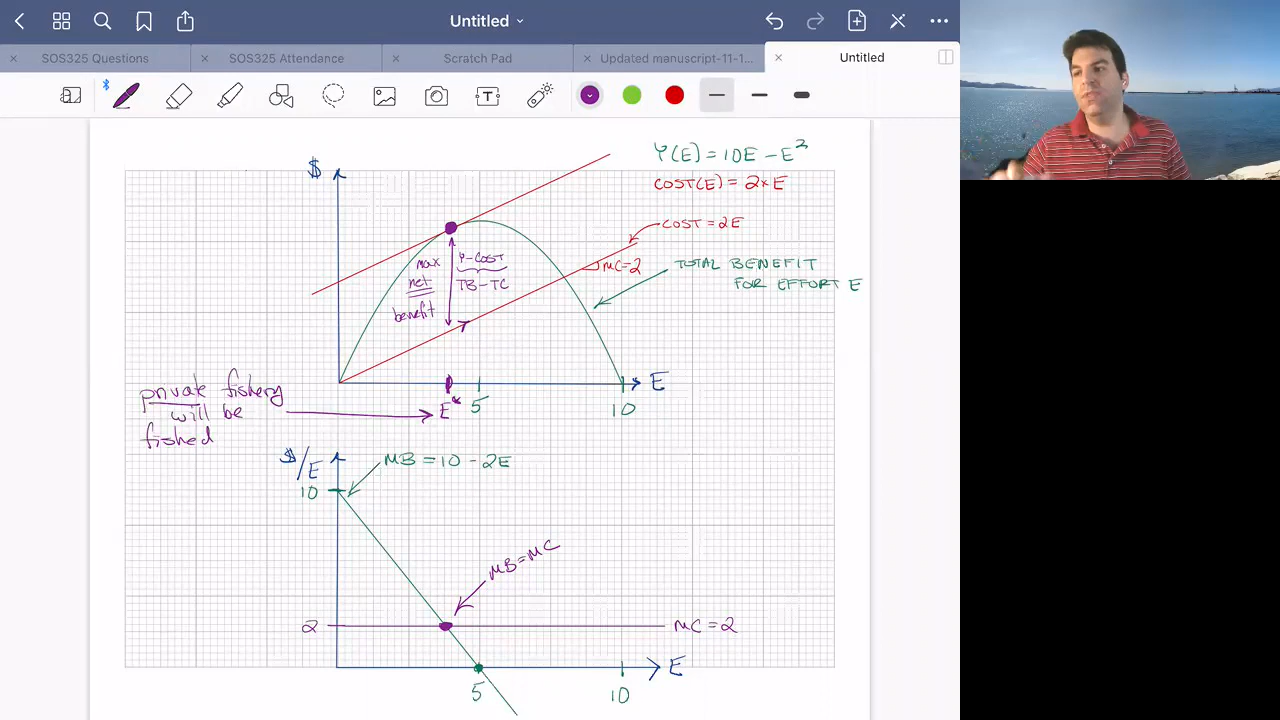 Untitled
SOS325 Questions
SOS325 Attendance
Scratch Pad
Updated manuscript-11-1...
Untitled
$
Y(E) = 10E - E²
COST(E) = 2×E
COST = 2E
MC=2
TOTAL BENEFIT
FOR EFFORT E
max
net
benefit
Y-COST
TB-TC
E
E*
5
10
private fishery
will be
fished
$/E
MB = 10 - 2E
10
MB=MC
2
MC=2
E
5
10